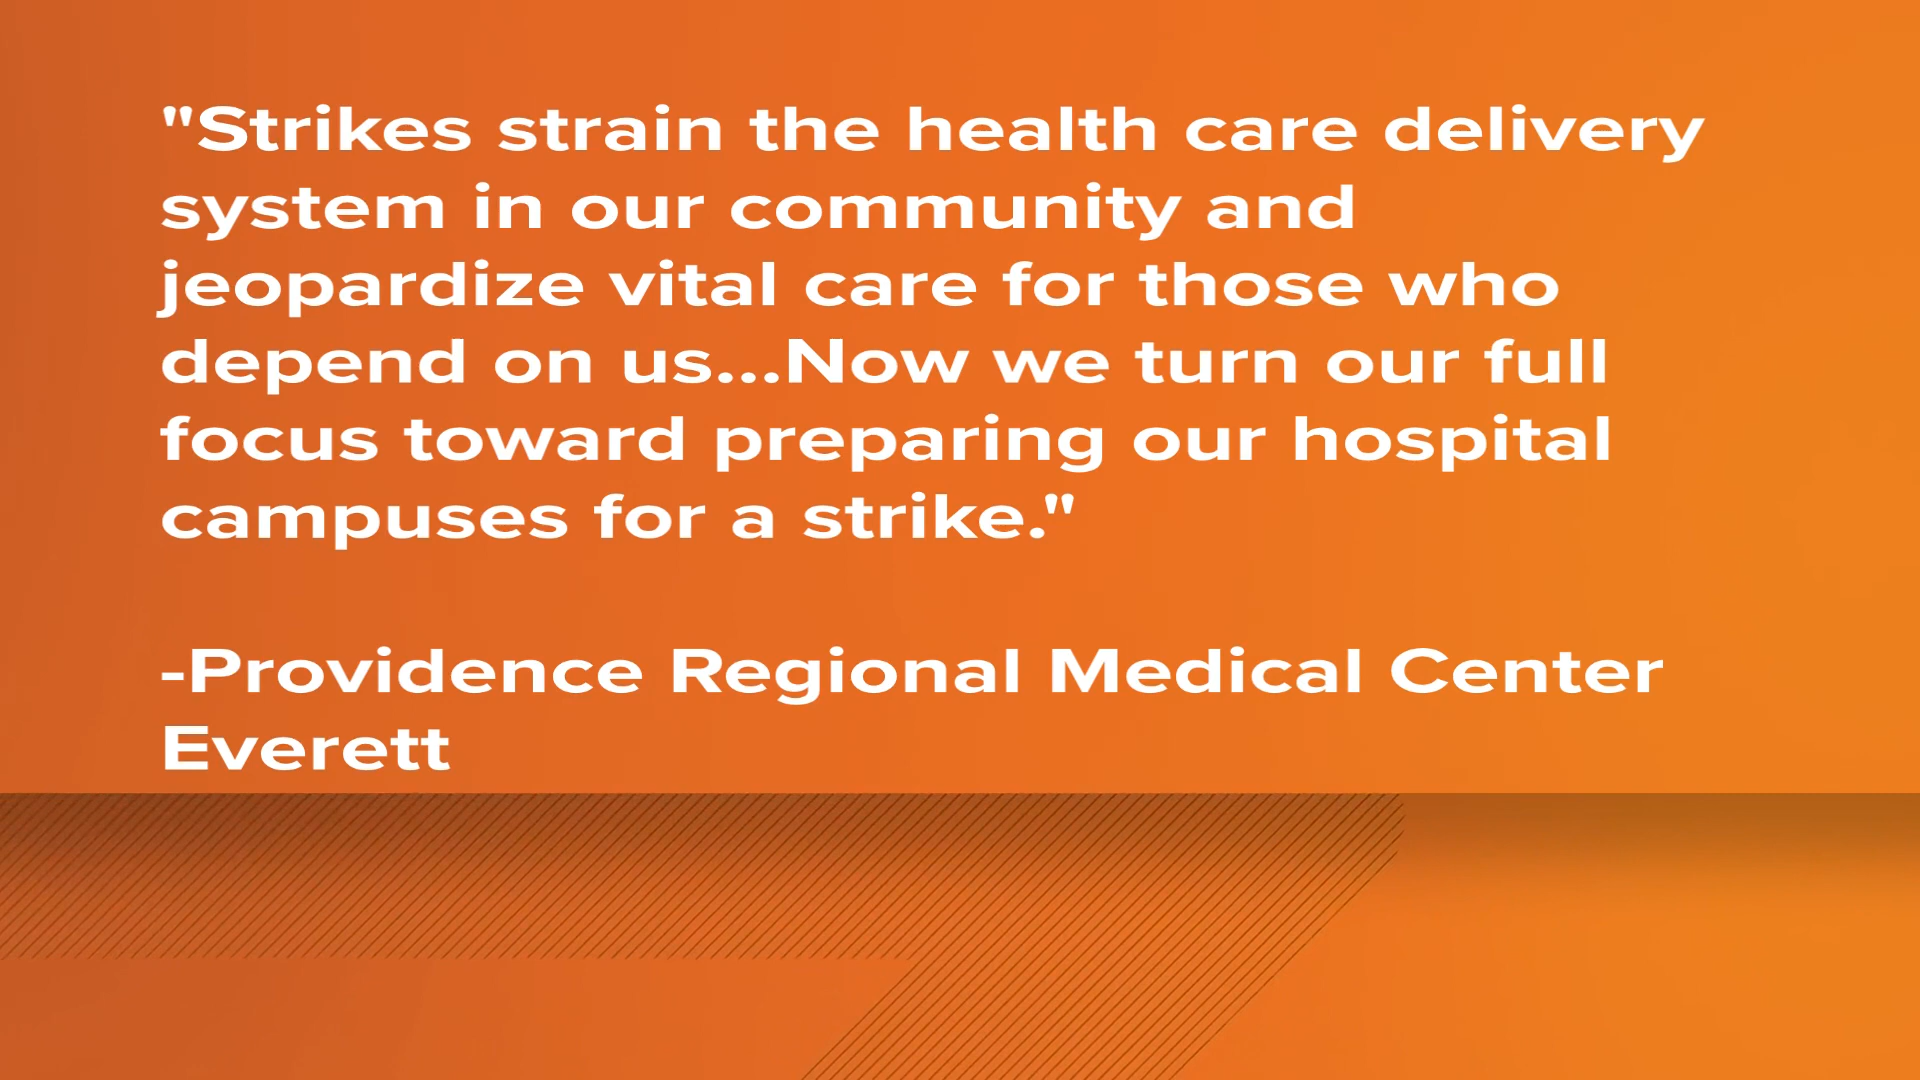 "Strikes strain the health care delivery
system in our community and
jeopardize vital care for those who
depend on us...Now we turn our full
focus toward preparing our hospital
campuses for a strike."
-Providence Regional Medical Center
Everett